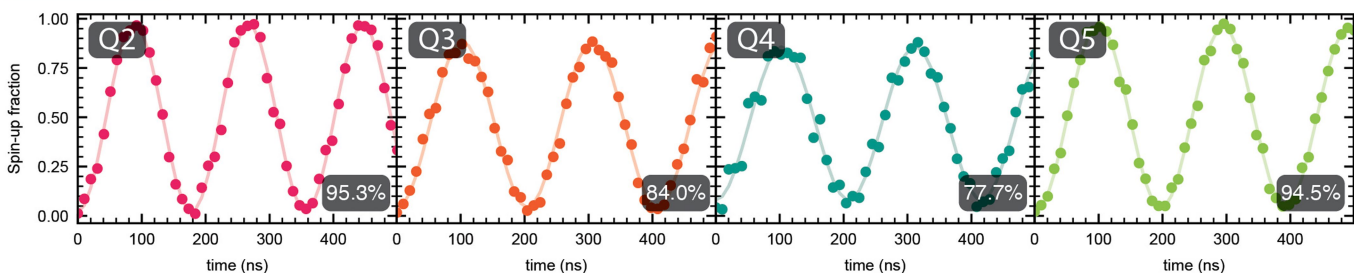 Q2 Q3 Q4 Q5
Spin-up fraction
1.00
0.75
0.50
0.25
0.00
95.3% 84.0% 77.7% 94.5%
0 100 200 300 400 0 100 200 300 400 0 100 200 300 400 0 100 200 300 400
time (ns) time (ns) time (ns) time (ns)